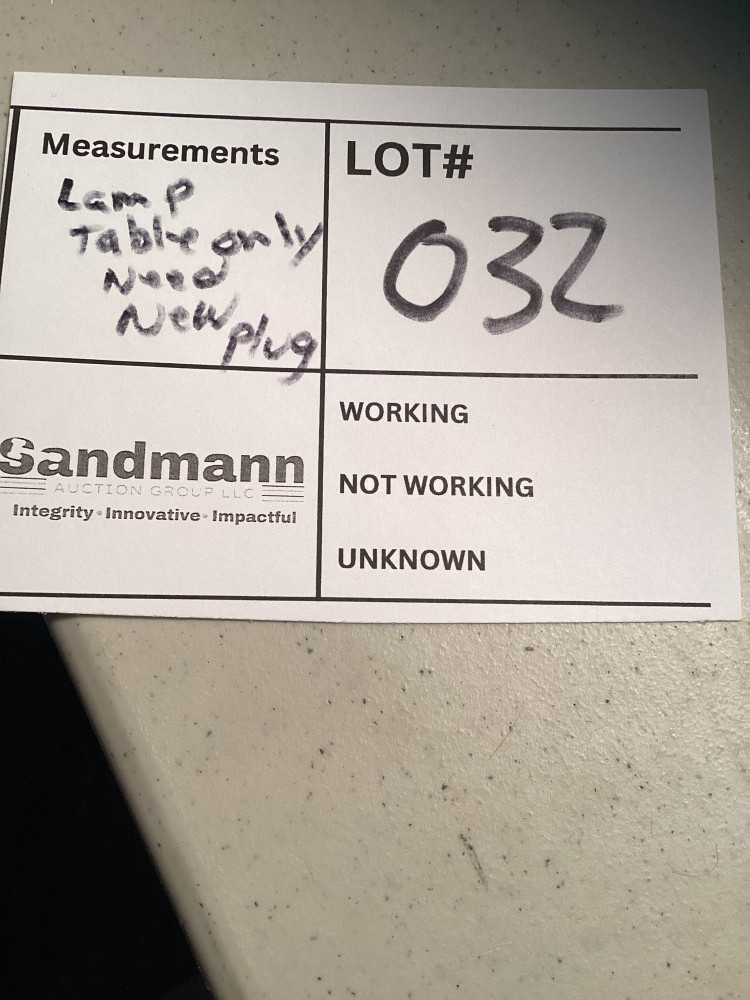 Measurements
Lamp
Table only
Need
New plug
LOT#
032
Sandmann
AUCTION GROUP LLC
Integrity • Innovative • Impactful
WORKING
NOT WORKING
UNKNOWN